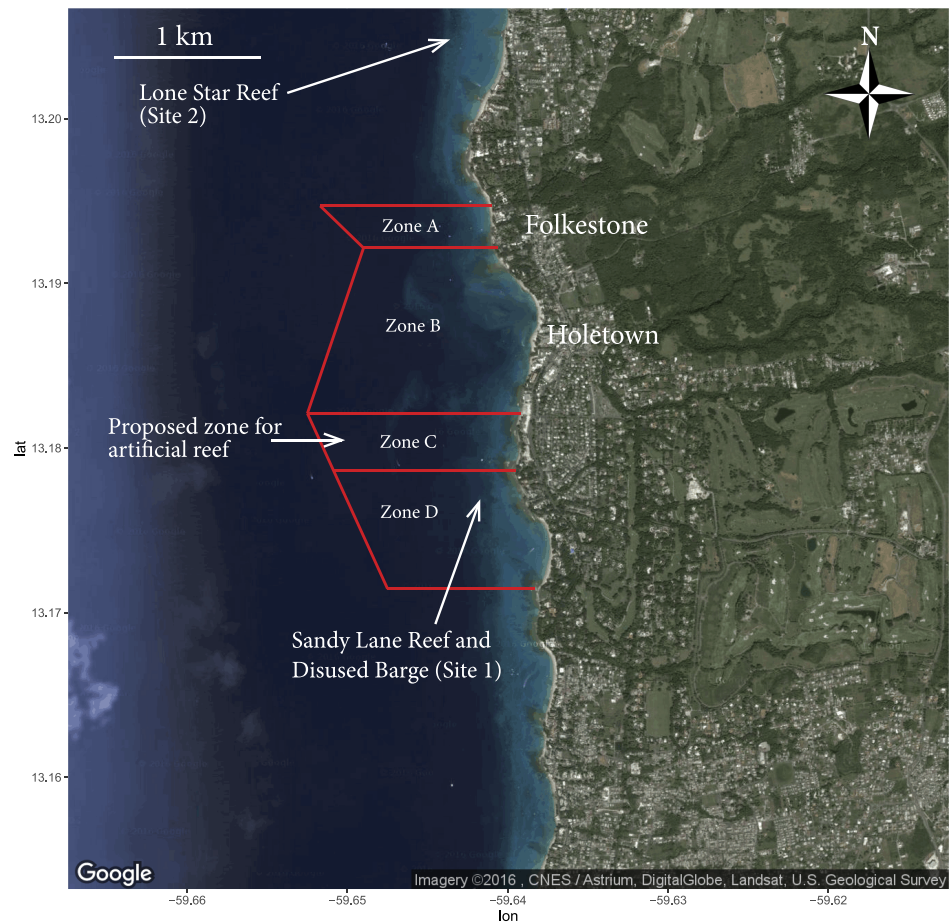 1 km
N
Lone Star Reef
(Site 2)
13.20
Zone A
Folkestone
13.19
Zone B
Holetown
Proposed zone for
artificial reef
Zone C
lat
13.18
Zone D
13.17
Sandy Lane Reef and
Disused Barge (Site 1)
13.16
Google
Imagery ©2016 , CNES / Astrium, DigitalGlobe, Landsat, U.S. Geological Survey
−59.66
−59.65
−59.64
−59.63
−59.62
lon